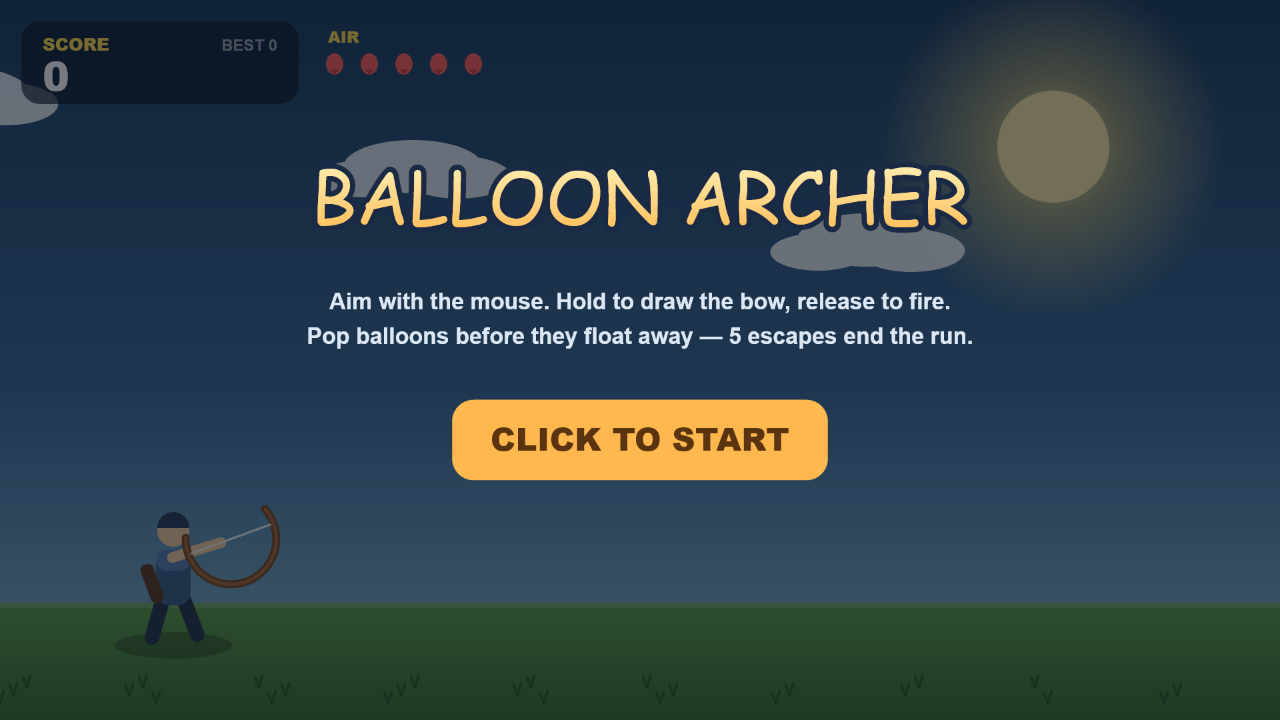 SCORE
BEST 0
0
AIR
BALLOON ARCHER
Aim with the mouse. Hold to draw the bow, release to fire.
Pop balloons before they float away — 5 escapes end the run.
CLICK TO START